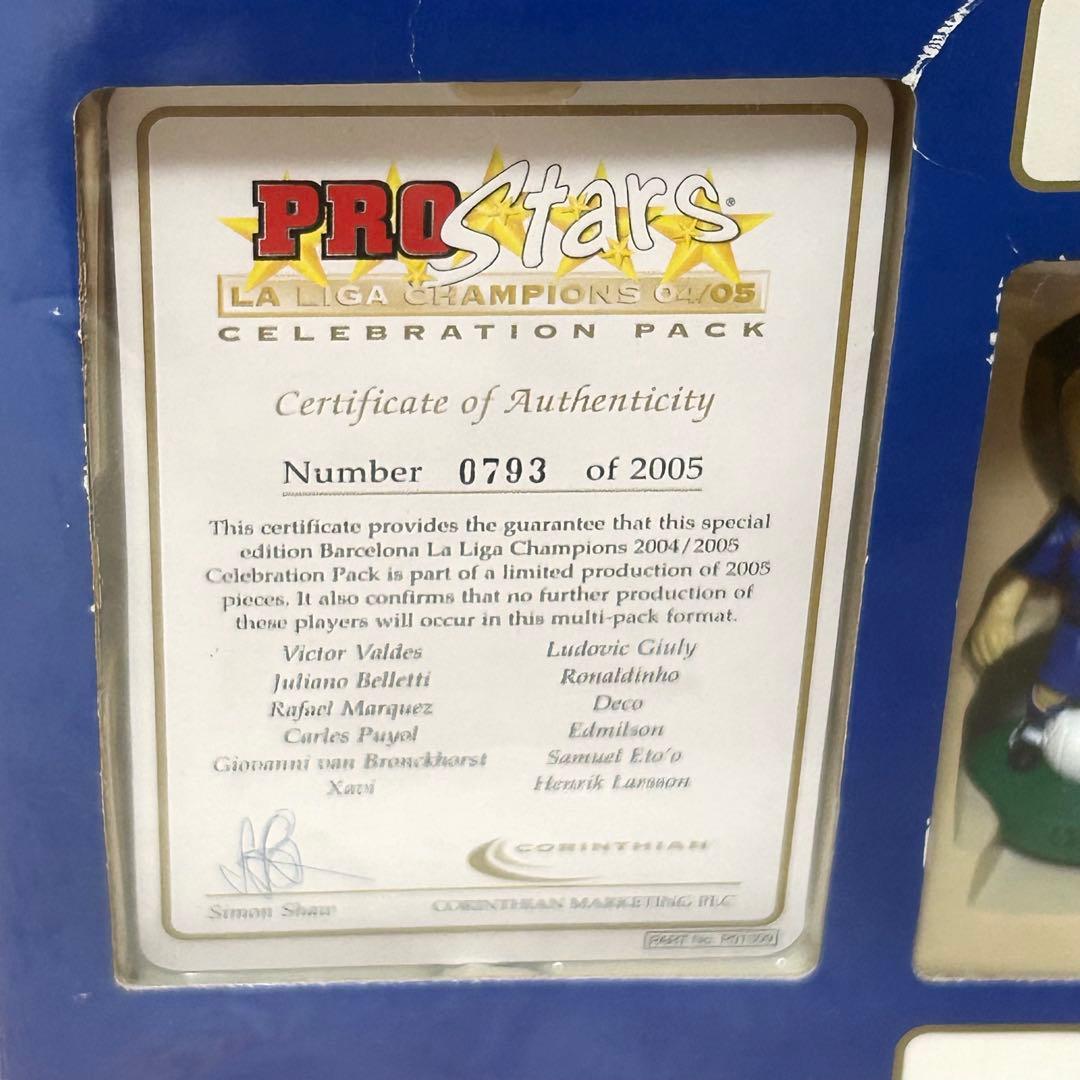 PROStars®
LA LIGA CHAMPIONS 04/05
CELEBRATION PACK
Certificate of Authenticity
Number 0793 of 2005
This certificate provides the guarantee that this special
edition Barcelona La Liga Champions 2004/2005
Celebration Pack is part of a limited production of 2005
pieces. It also confirms that no further production of
these players will occur in this multi-pack format.
Victor Valdes
Juliano Belletti
Rafael Marquez
Carles Puyol
Giovanni van Bronckhorst
Xavi
Ludovic Giuly
Ronaldinho
Deco
Edmilson
Samuel Eto'o
Henrik Larsson
CORINTHIAN
Simon Shaw
CORINTHIAN MARKETING PLC
PART No.